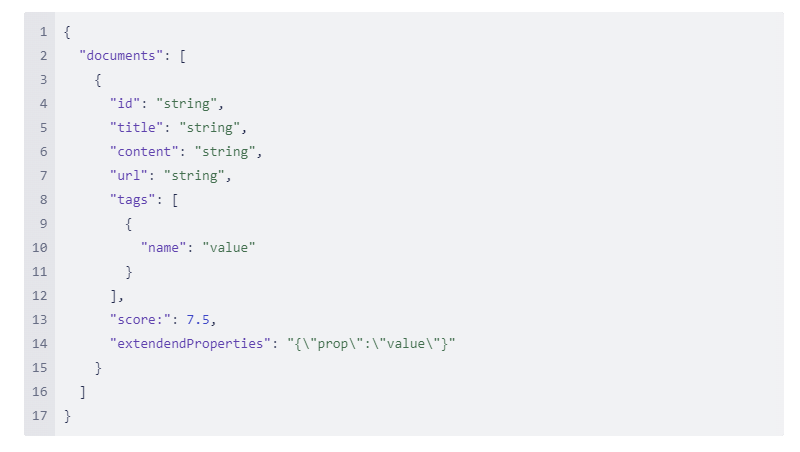 1 {
2   "documents": [
3     {
4       "id": "string",
5       "title": "string",
6       "content": "string",
7       "url": "string",
8       "tags": [
9         {
10           "name": "value"
11         }
12       ],
13       "score:": 7.5,
14       "extendendProperties": "{\"prop\":\"value\"}"
15     }
16   ]
17 }